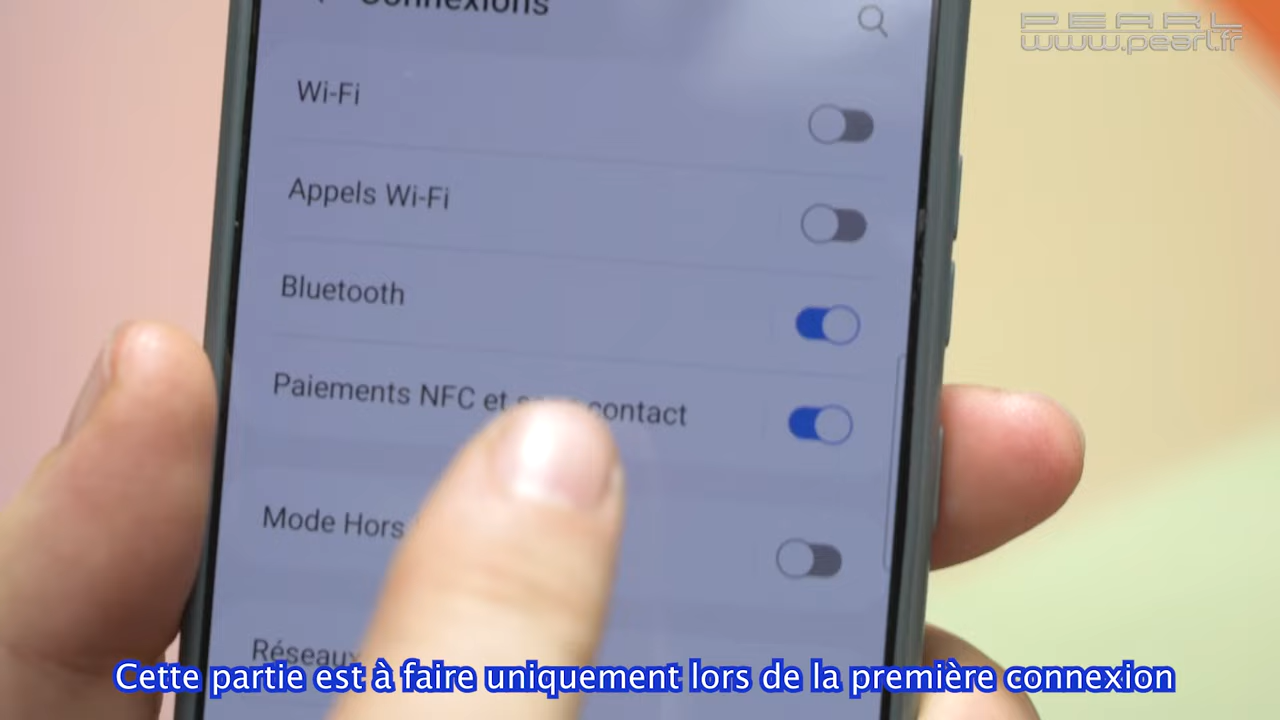 Connexions
PEARL
www.pearl.fr
Wi-Fi
Appels Wi-Fi
Bluetooth
Paiements NFC et contact
Mode Hors
Réseaux
Cette partie est à faire uniquement lors de la première connexion